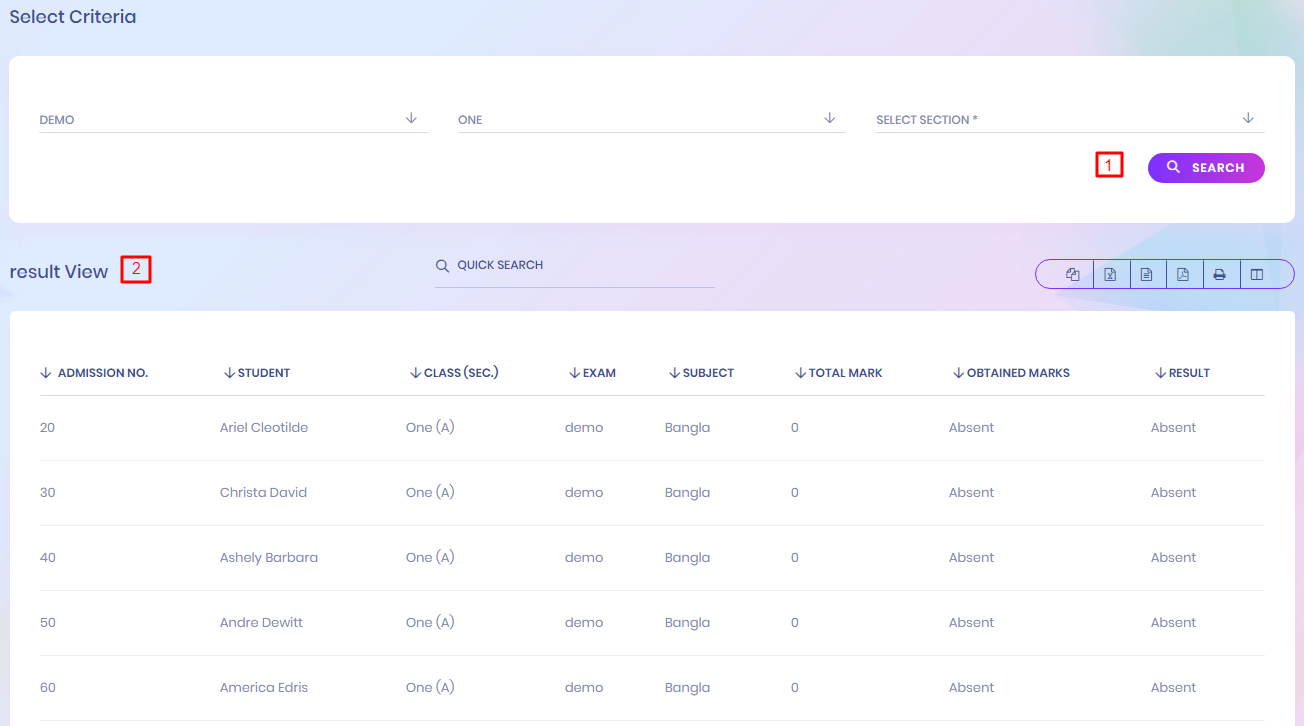 Select Criteria
DEMO ONE SELECT SECTION *
1 SEARCH
result View 2 QUICK SEARCH
ADMISSION NO. STUDENT CLASS (SEC.) EXAM SUBJECT TOTAL MARK OBTAINED MARKS RESULT
20 Ariel Cleotilde One (A) demo Bangla 0 Absent Absent
30 Christa David One (A) demo Bangla 0 Absent Absent
40 Ashely Barbara One (A) demo Bangla 0 Absent Absent
50 Andre Dewitt One (A) demo Bangla 0 Absent Absent
60 America Edris One (A) demo Bangla 0 Absent Absent